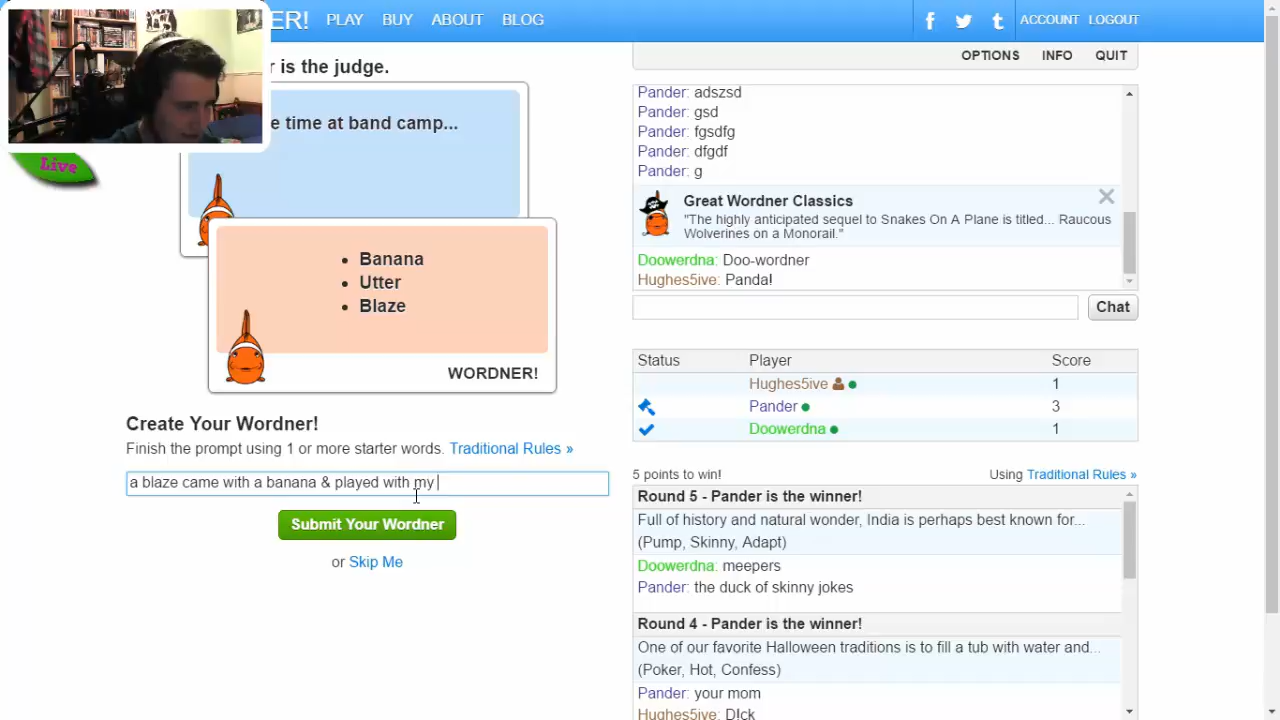 ER!
PLAY
BUY
ABOUT
BLOG
f
t
ACCOUNT
LOGOUT
Live
r is the judge.
e time at band camp...
• Banana
• Utter
• Blaze
WORDNER!
Create Your Wordner!
Finish the prompt using 1 or more starter words. Traditional Rules »
a blaze came with a banana & played with my
Submit Your Wordner
or Skip Me
OPTIONS
INFO
QUIT
Pander: adszsd
Pander: gsd
Pander: fgsdfg
Pander: dfgdf
Pander: g
Great Wordner Classics
"The highly anticipated sequel to Snakes On A Plane is titled... Raucous
Wolverines on a Monorail."
Doowerdna: Doo-wordner
Hughes5ive: Panda!
Chat
Status Player Score
Hughes5ive 1
Pander 3
Doowerdna 1
5 points to win! Using Traditional Rules »
Round 5 - Pander is the winner!
Full of history and natural wonder, India is perhaps best known for...
(Pump, Skinny, Adapt)
Doowerdna: meepers
Pander: the duck of skinny jokes
Round 4 - Pander is the winner!
One of our favorite Halloween traditions is to fill a tub with water and...
(Poker, Hot, Confess)
Pander: your mom
Hughes5ive: D!ck